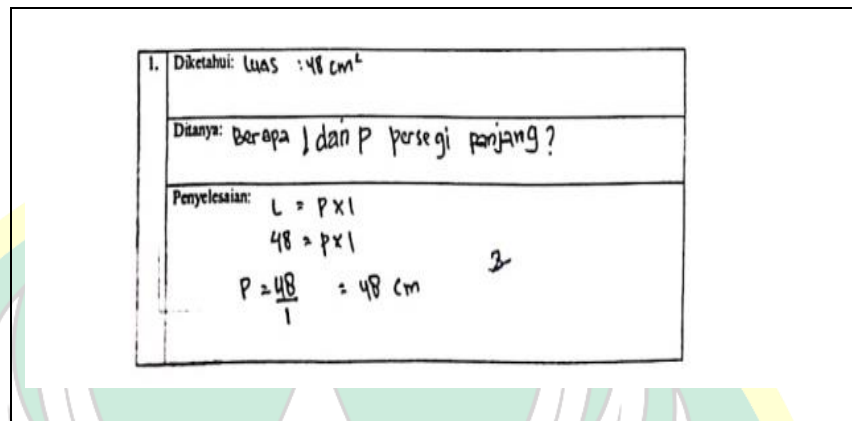 1. Diketahui: Luas : 48 cm²
Ditanya: Berapa l dan p persegi panjang?
Penyelesaian:
L = p x l
48 = p x l
P = 48/1 = 48 cm
3